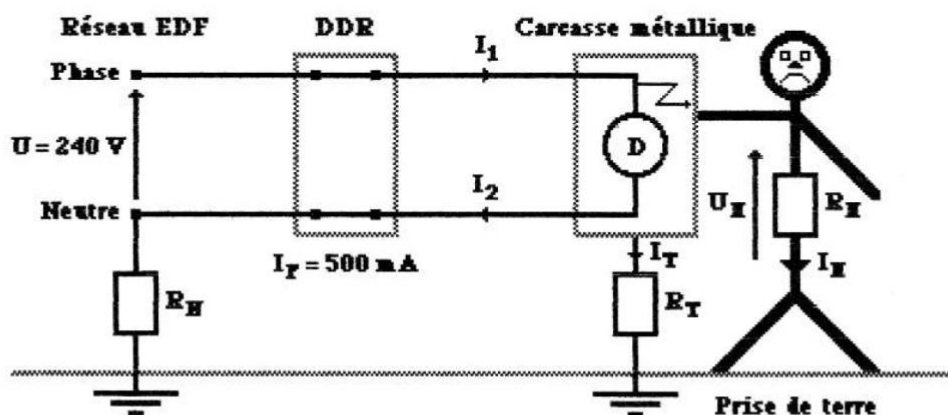 Réseau EDF
DDR
Carcasse métallique
Phase
I1
U = 240 V
D
I2
UH
RH
Neutre
Ir = 500 mA
IT
IH
RN
RT
Prise de terre